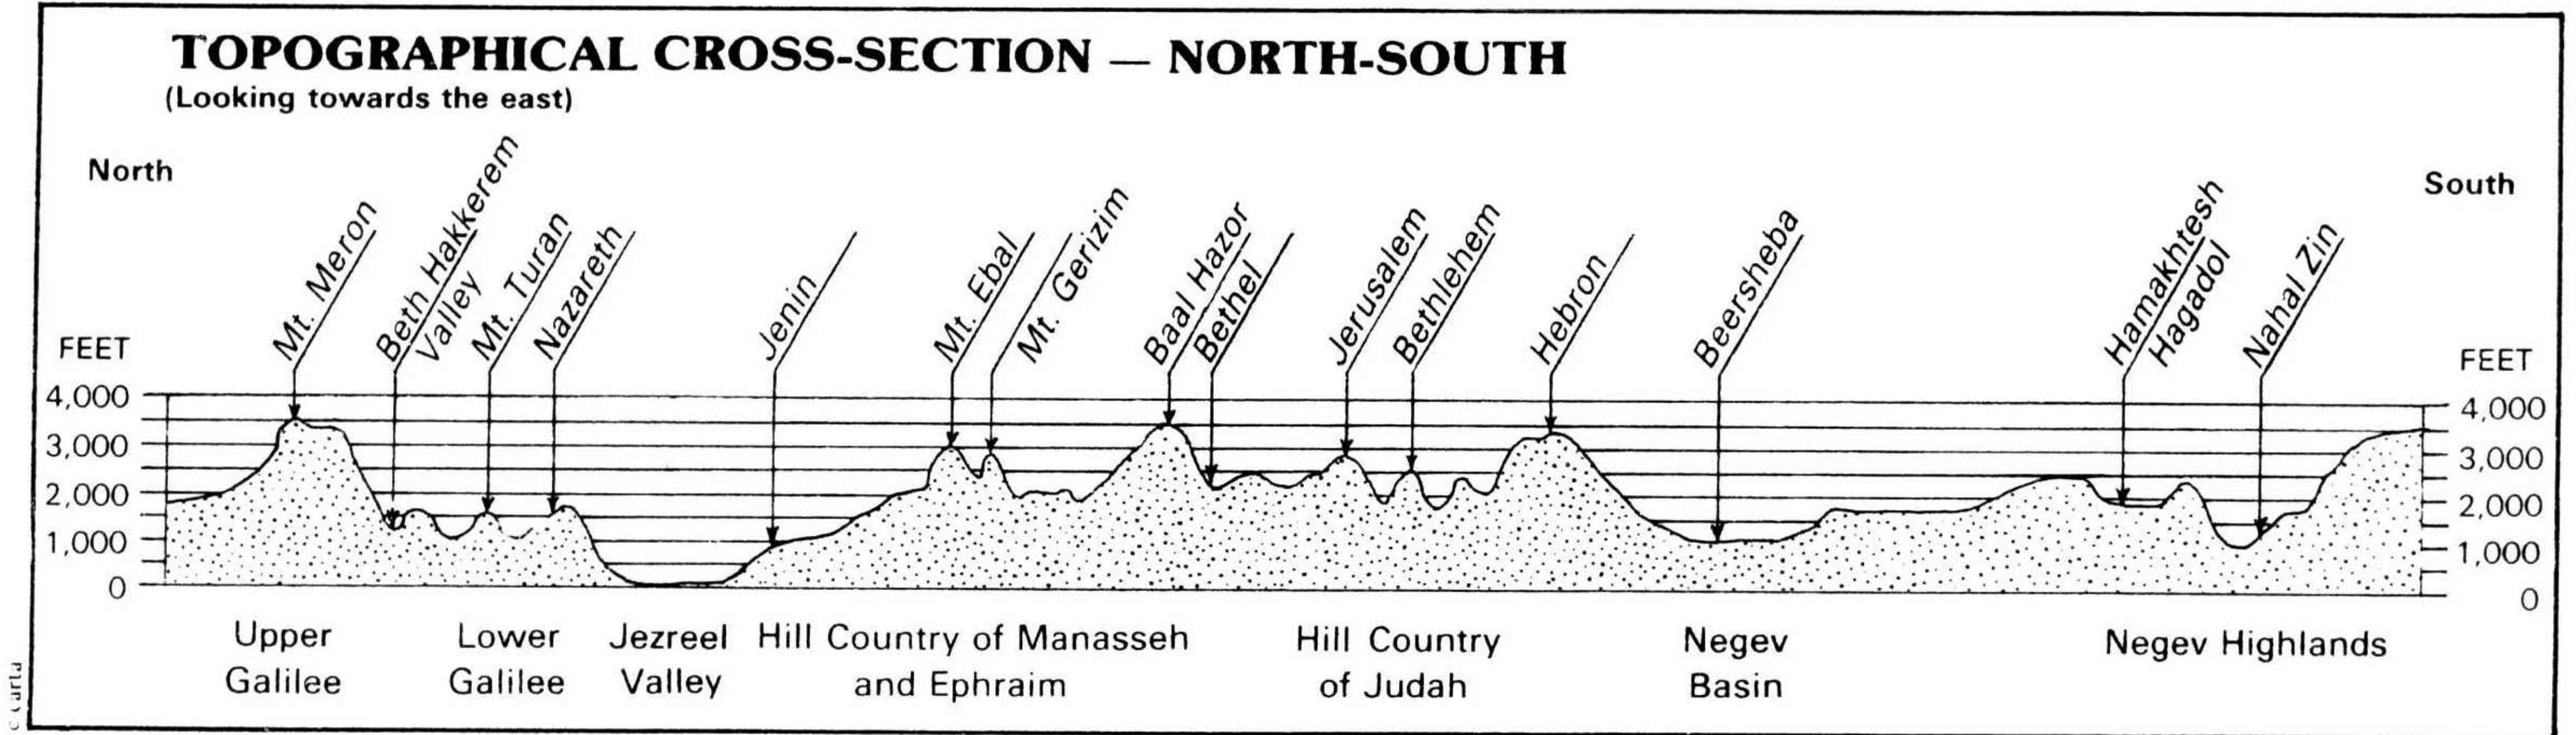 TOPOGRAPHICAL CROSS-SECTION — NORTH-SOUTH
(Looking towards the east)
North
South
Mt. Meron
Beth Hakkerem
Valley
Mt. Turan
Nazareth
Jenin
Mt. Ebal
Mt. Gerizim
Baal Hazor
Bethel
Jerusalem
Bethlehem
Hebron
Beersheba
Hamakhtesh
Hagadol
Nahal Zin
FEET
4,000
3,000
2,000
1,000
0
FEET
4,000
3,000
2,000
1,000
0
Upper
Galilee
Lower
Galilee
Jezreel
Valley
Hill Country of Manasseh
and Ephraim
Hill Country
of Judah
Negev
Basin
Negev Highlands
© Carta